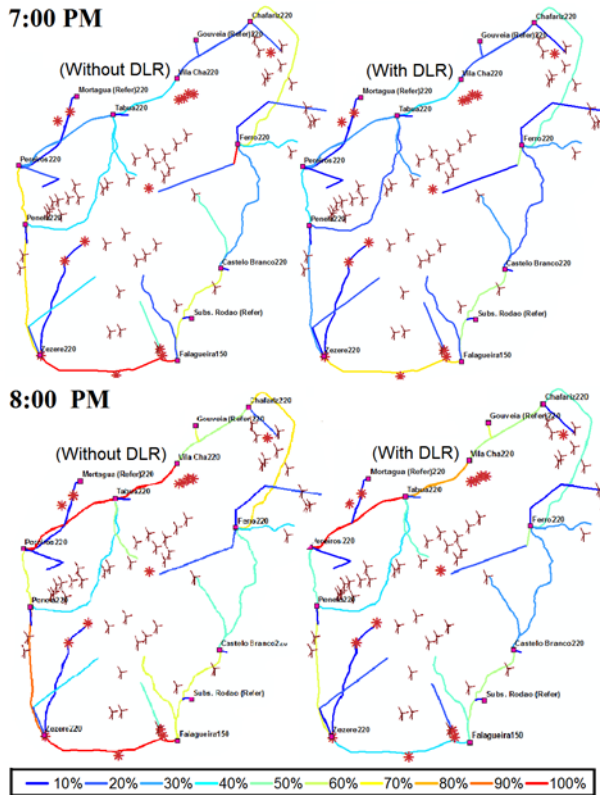 7:00 PM
(Without DLR)
Chafariz220
Gouveia (Refer)220
Vila Cha220
Mortagua (Refer)220
Tabua220
Ferro220
Pereiros220
Penela220
Castelo Branco220
Subs. Rodao (Refer)
Zezere220
Falagueira150
(With DLR)
Chafariz220
Gouveia (Refer)220
Vila Cha220
Mortagua (Refer)220
Tabua220
Ferro220
Pereiros220
Penela220
Castelo Branco220
Subs. Rodao (Refer)
Zezere220
Falagueira150
8:00 PM
(Without DLR)
Chafariz220
Gouveia (Refer)220
Vila Cha220
Mortagua (Refer)220
Tabua220
Ferro220
Pereiros220
Penela220
Castelo Branco220
Subs. Rodao (Refer)
Zezere220
Falagueira150
(With DLR)
Chafariz220
Gouveia (Refer)220
Vila Cha220
Mortagua (Refer)220
Tabua220
Ferro220
ereiros220
Penela220
Castelo Branco220
Subs. Rodao (Refer)
Zezere220
Falagueira150
10% 20% 30% 40% 50% 60% 70% 80% 90% 100%